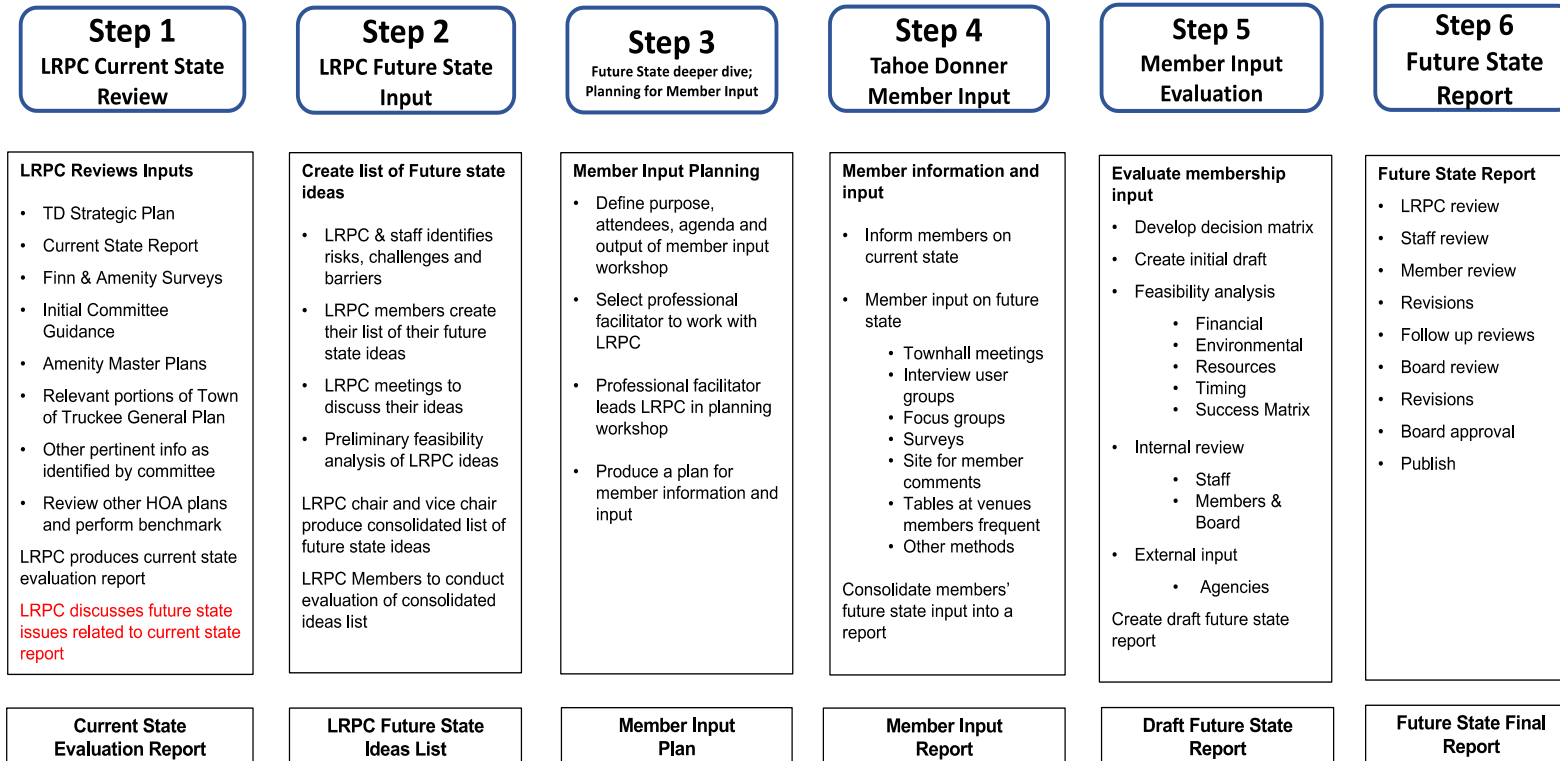 Step 1
LRPC Current State
Review
Step 2
LRPC Future State
Input
Step 3
Future State deeper dive;
Planning for Member Input
Step 4
Tahoe Donner
Member Input
Step 5
Member Input
Evaluation
Step 6
Future State
Report
LRPC Reviews Inputs
• TD Strategic Plan
• Current State Report
• Finn & Amenity Surveys
• Initial Committee
Guidance
• Amenity Master Plans
• Relevant portions of Town
of Truckee General Plan
• Other pertinent info as
identified by committee
• Review other HOA plans
and perform benchmark
LRPC produces current state
evaluation report
LRPC discusses future state
issues related to current state
report
Create list of Future state
ideas
• LRPC & staff identifies
risks, challenges and
barriers
• LRPC members create
their list of their future
state ideas
• LRPC meetings to
discuss their ideas
• Preliminary feasibility
analysis of LRPC ideas
LRPC chair and vice chair
produce consolidated list of
future state ideas
LRPC Members to conduct
evaluation of consolidated
ideas list
Member Input Planning
• Define purpose,
attendees, agenda and
output of member input
workshop
• Select professional
facilitator to work with
LRPC
• Professional facilitator
leads LRPC in planning
workshop
• Produce a plan for
member information and
input
Member information and
input
• Inform members on
current state
• Member input on future
state
• Townhall meetings
• Interview user
groups
• Focus groups
• Surveys
• Site for member
comments
• Tables at venues
members frequent
• Other methods
Consolidate members’
future state input into a
report
Evaluate membership
input
• Develop decision matrix
• Create initial draft
• Feasibility analysis
• Financial
• Environmental
• Resources
• Timing
• Success Matrix
• Internal review
• Staff
• Members &
Board
• External input
• Agencies
Create draft future state
report
Future State Report
• LRPC review
• Staff review
• Member review
• Revisions
• Follow up reviews
• Board review
• Revisions
• Board approval
• Publish
Current State
Evaluation Report
LRPC Future State
Ideas List
Member Input
Plan
Member Input
Report
Draft Future State
Report
Future State Final
Report